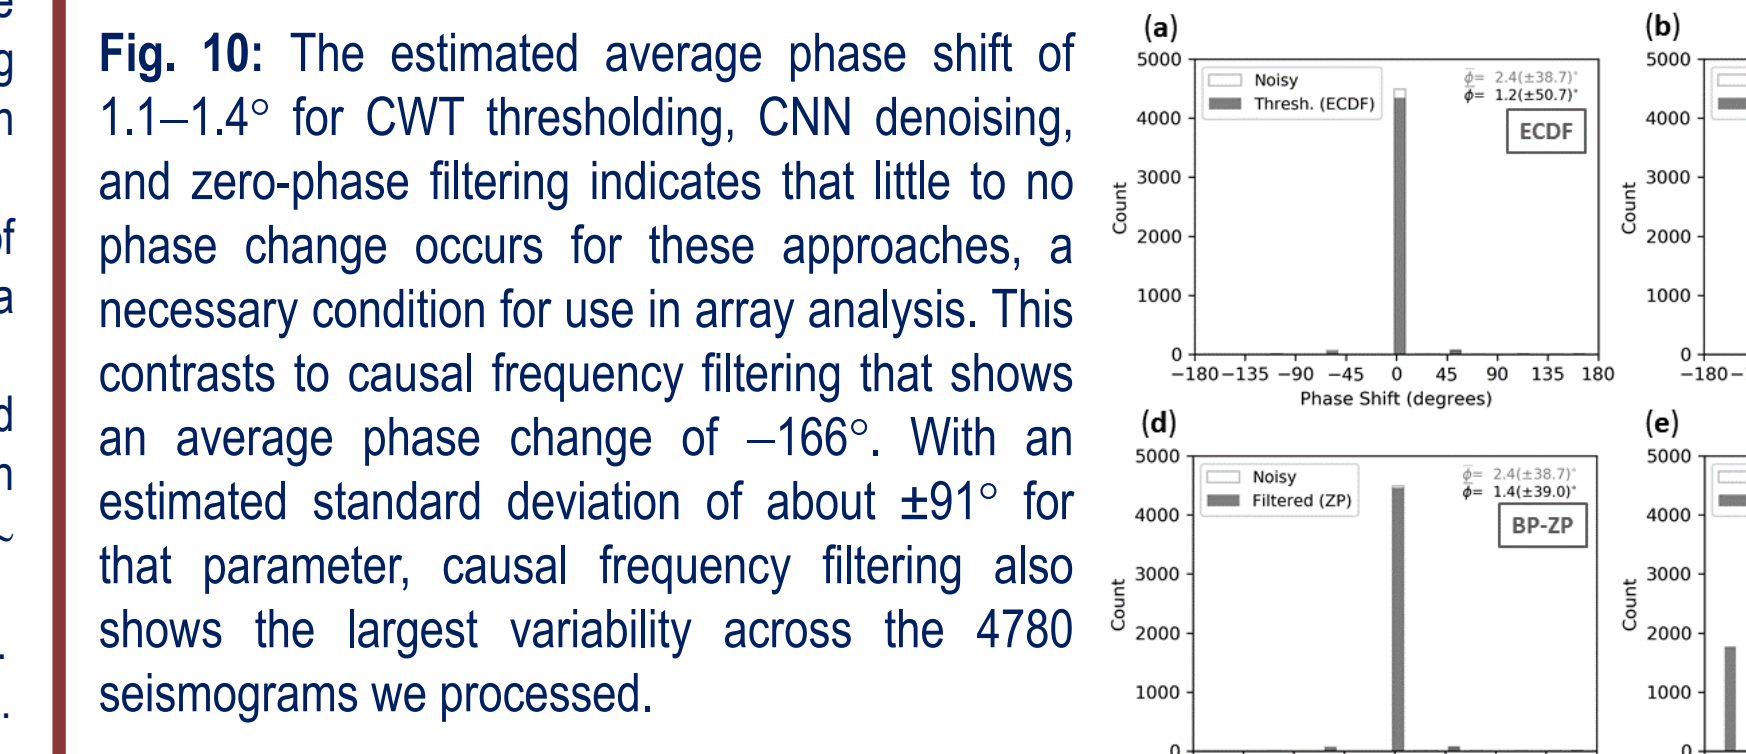 e
g
n
of
a
d
n
~
.
.
Fig. 10: The estimated average phase shift of
1.1–1.4° for CWT thresholding, CNN denoising,
and zero-phase filtering indicates that little to no
phase change occurs for these approaches, a
necessary condition for use in array analysis. This
contrasts to causal frequency filtering that shows
an average phase change of –166°. With an
estimated standard deviation of about ±91° for
that parameter, causal frequency filtering also
shows the largest variability across the 4780
seismograms we processed.
(a)
5000
4000
3000
2000
1000
0
Count
Noisy
Thresh. (ECDF)
ϕ̅= 2.4(±38.7)°
ϕ̅= 1.2(±50.7)°
ECDF
−180 −135 −90 −45 0 45 90 135 180
Phase Shift (degrees)
(b)
5000
4000
3000
2000
1000
0
Count
−180 −
(d)
5000
4000
3000
2000
1000
0
Count
Noisy
Filtered (ZP)
ϕ̅= 2.4(±38.7)°
ϕ̅= 1.4(±39.0)°
BP-ZP
(e)
5000
4000
3000
2000
1000
0
Count